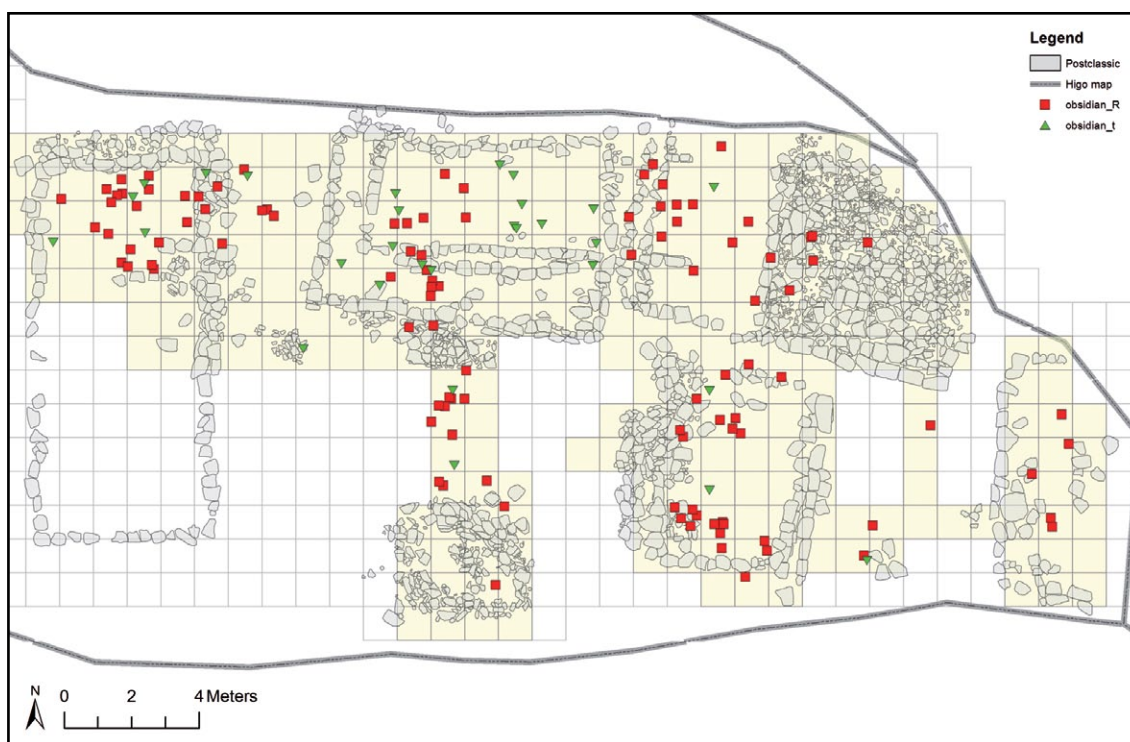 Legend
Postclassic
Higo map
obsidian_R
obsidian_t
N
0 2 4 Meters